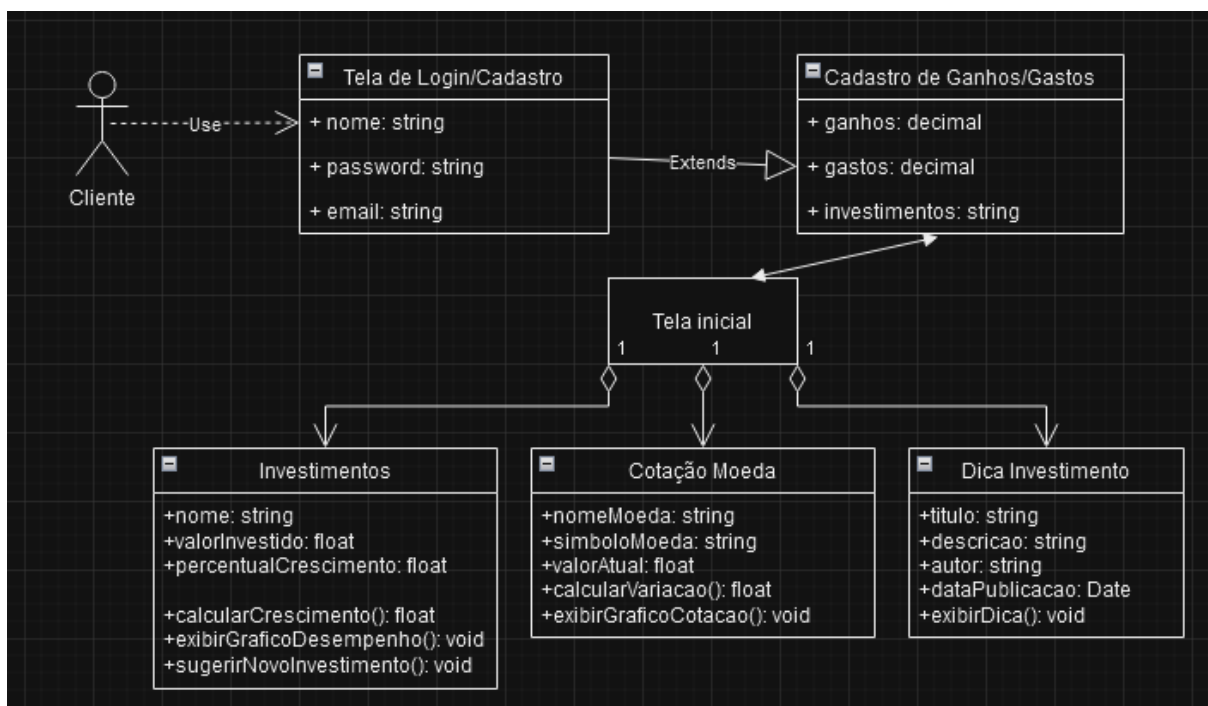 Cliente
Use
Tela de Login/Cadastro
+ nome: string
+ password: string
+ email: string
Extends
Cadastro de Ganhos/Gastos
+ ganhos: decimal
+ gastos: decimal
+ investimentos: string
Tela inicial
1 1 1
Investimentos
+nome: string
+valorInvestido: float
+percentualCrescimento: float
+calcularCrescimento(): float
+exibirGraficoDesempenho(): void
+sugerirNovoInvestimento(): void
Cotação Moeda
+nomeMoeda: string
+simboloMoeda: string
+valorAtual: float
+calcularVariacao(): float
+exibirGraficoCotacao(): void
Dica Investimento
+titulo: string
+descricao: string
+autor: string
+dataPublicacao: Date
+exibirDica(): void